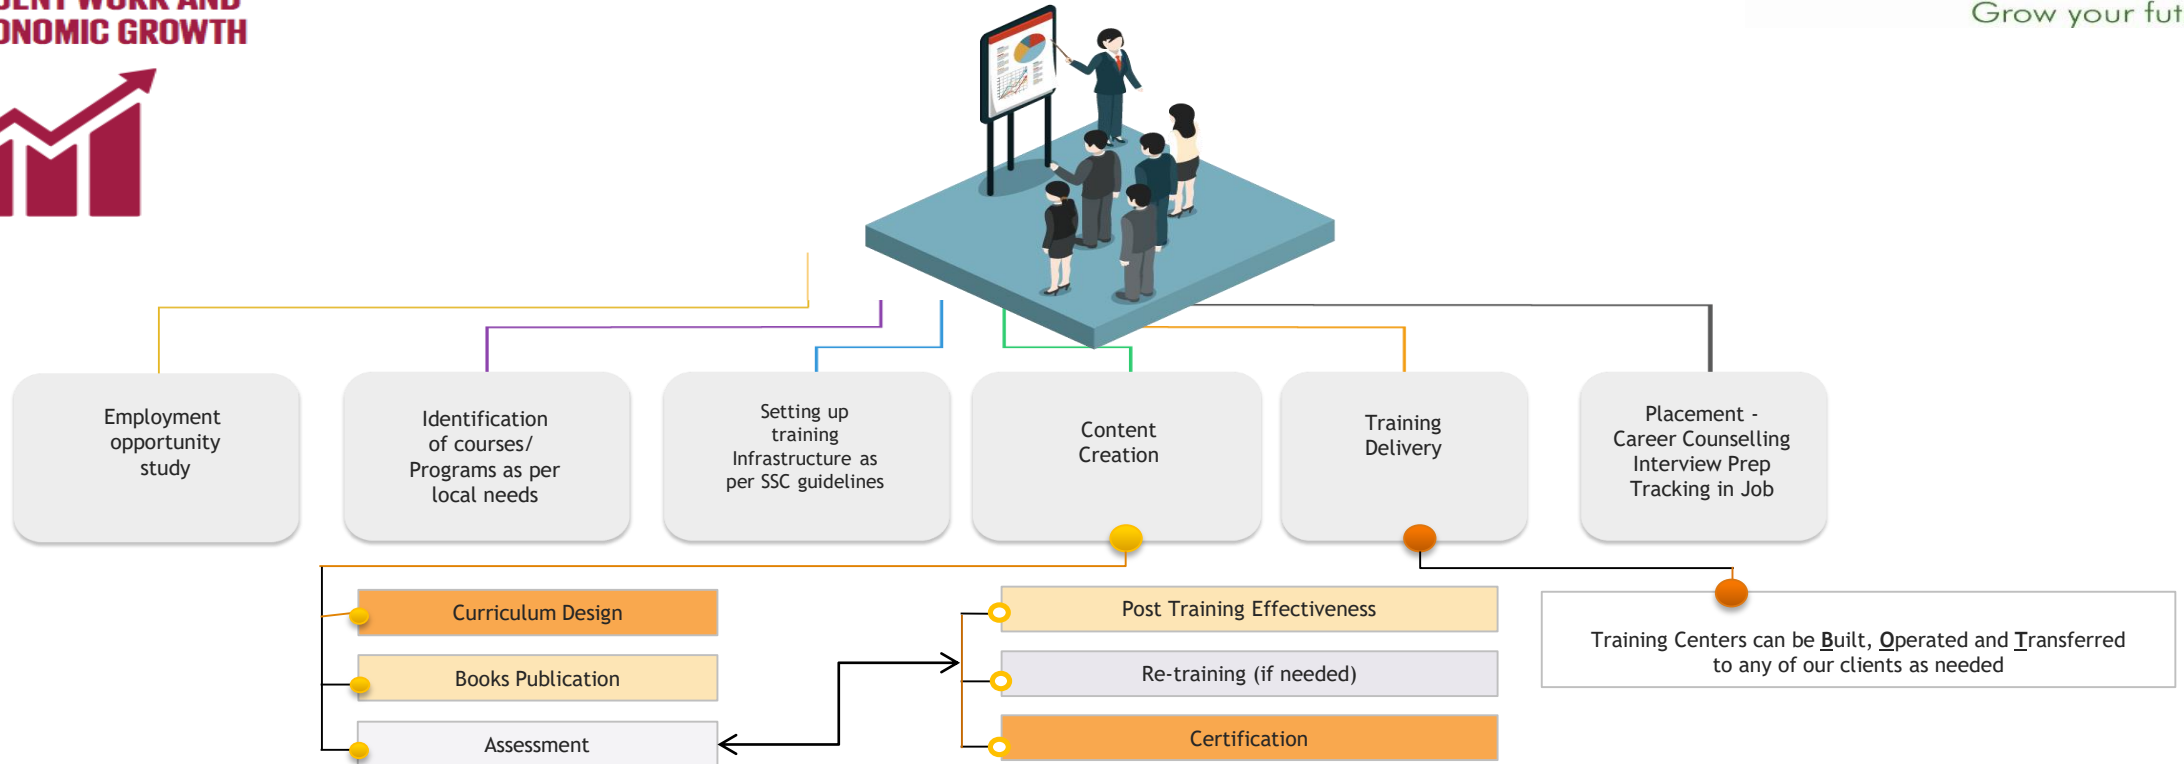 WORK AND
ONOMIC GROWTH
Grow your fut
Employment
opportunity
study
Identification
of courses/
Programs as per
local needs
Setting up
training
Infrastructure as
per SSC guidelines
Content
Creation
Training
Delivery
Placement -
Career Counselling
Interview Prep
Tracking in Job
Curriculum Design
Books Publication
Assessment
Post Training Effectiveness
Re-training (if needed)
Certification
Training Centers can be Built, Operated and Transferred
to any of our clients as needed